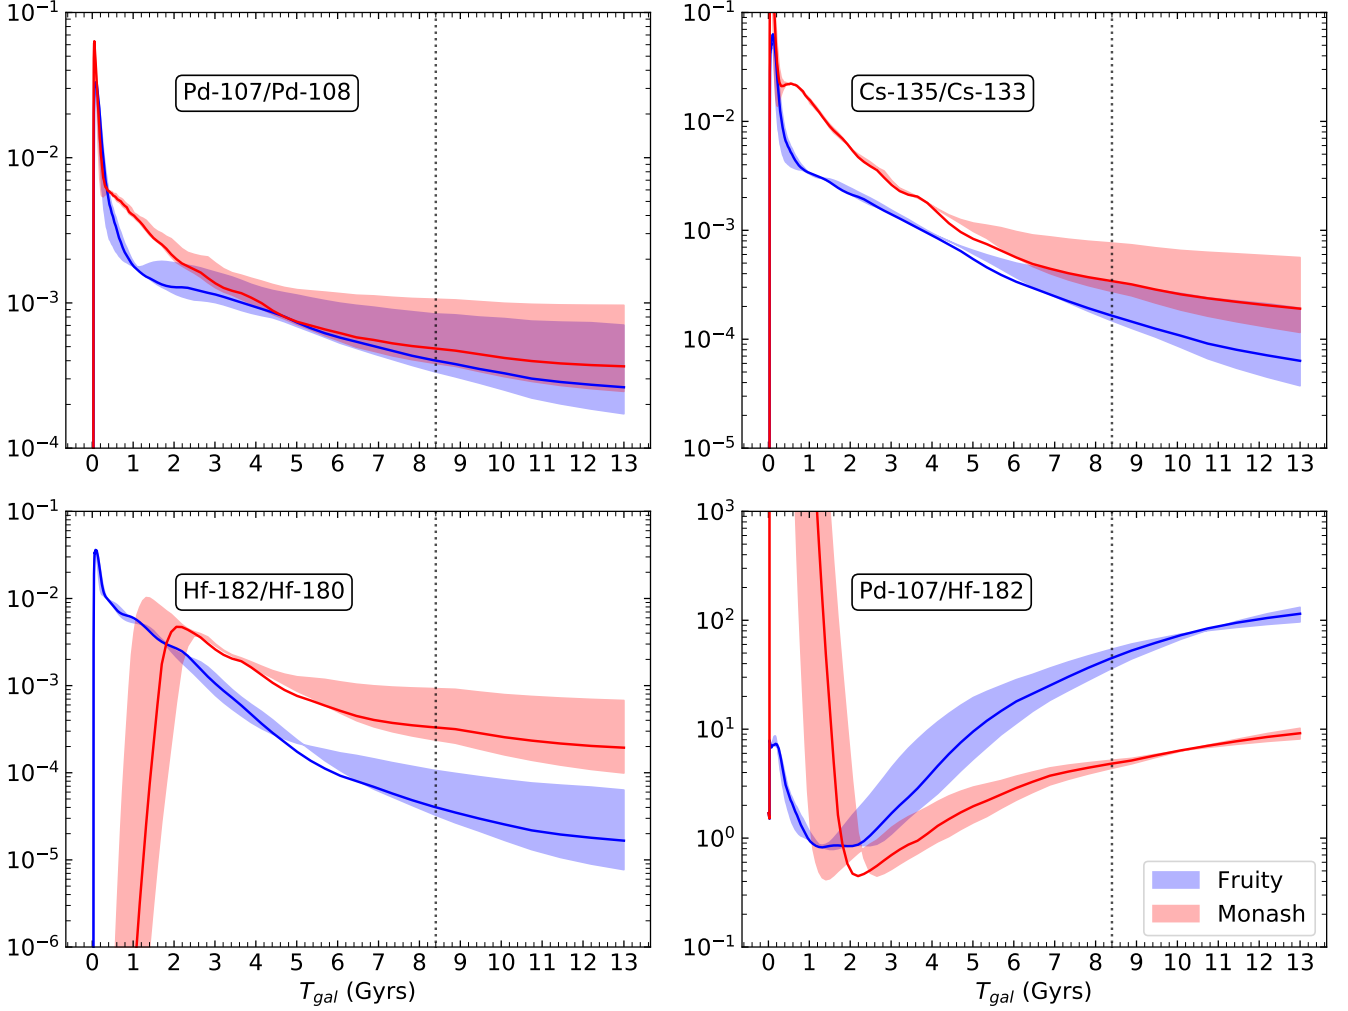 Pd-107/Pd-108
10⁻¹
10⁻²
10⁻³
10⁻⁴
0 1 2 3 4 5 6 7 8 9 10 11 12 13
Cs-135/Cs-133
10⁻¹
10⁻²
10⁻³
10⁻⁴
10⁻⁵
0 1 2 3 4 5 6 7 8 9 10 11 12 13
Hf-182/Hf-180
10⁻¹
10⁻²
10⁻³
10⁻⁴
10⁻⁵
10⁻⁶
0 1 2 3 4 5 6 7 8 9 10 11 12 13
T_gal (Gyrs)
Pd-107/Hf-182
10³
10²
10¹
10⁰
10⁻¹
Fruity
Monash
0 1 2 3 4 5 6 7 8 9 10 11 12 13
T_gal (Gyrs)